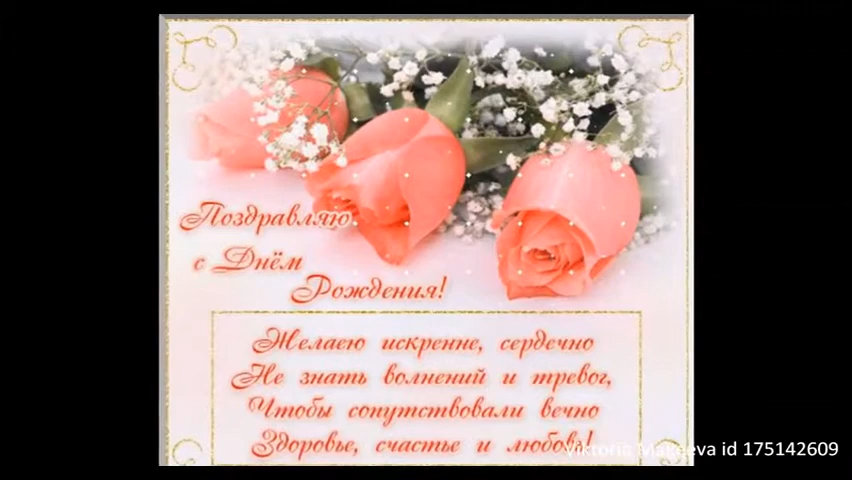 Поздравляю
с Днём
Рождения!
Желаю искренне, сердечно
Не знать волнений и тревог,
Чтобы сопутствовали вечно
Здоровье, счастье и любовь!
Viktoria Makeeva id 175142609